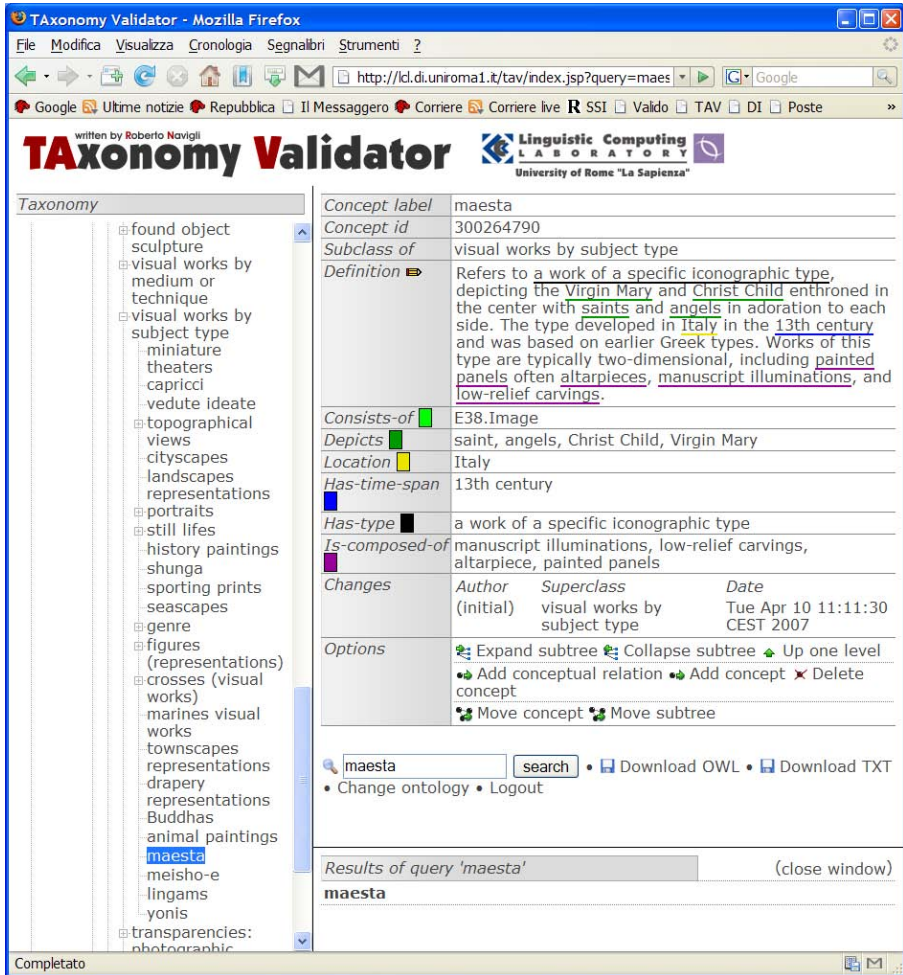 TAxonomy Validator - Mozilla Firefox
File Modifica Visualizza Cronologia Segnalibri Strumenti ?
http://lcl.di.uniroma1.it/tav/index.jsp?query=maes
G Google
Google Ultime notizie Repubblica Il Messaggero Corriere Corriere live R SSI Valido TAV DI Poste »
written by Roberto Navigli
TAxonomy Validator
Linguistic Computing
LABORATORY
University of Rome "La Sapienza"
Taxonomy
found object
sculpture
visual works by
medium or
technique
visual works by
subject type
miniature
theaters
capricci
vedute ideate
topographical
views
cityscapes
landscapes
representations
portraits
still lifes
history paintings
shunga
sporting prints
seascapes
genre
figures
(representations)
crosses (visual
works)
marines visual
works
townscapes
representations
drapery
representations
Buddhas
animal paintings
maesta
meisho-e
lingams
yonis
transparencies:
photographic
Concept label maesta
Concept id 300264790
Subclass of visual works by subject type
Definition Refers to a work of a specific iconographic type,
depicting the Virgin Mary and Christ Child enthroned in
the center with saints and angels in adoration to each
side. The type developed in Italy in the 13th century
and was based on earlier Greek types. Works of this
type are typically two-dimensional, including painted
panels often altarpieces, manuscript illuminations, and
low-relief carvings.
Consists-of E38.Image
Depicts saint, angels, Christ Child, Virgin Mary
Location Italy
Has-time-span 13th century
Has-type a work of a specific iconographic type
Is-composed-of manuscript illuminations, low-relief carvings,
altarpiece, painted panels
Changes Author Superclass Date
(initial) visual works by Tue Apr 10 11:11:30
subject type CEST 2007
Options Expand subtree Collapse subtree Up one level
Add conceptual relation Add concept Delete
concept
Move concept Move subtree
maesta search • Download OWL • Download TXT
• Change ontology • Logout
Results of query 'maesta' (close window)
maesta
Completato